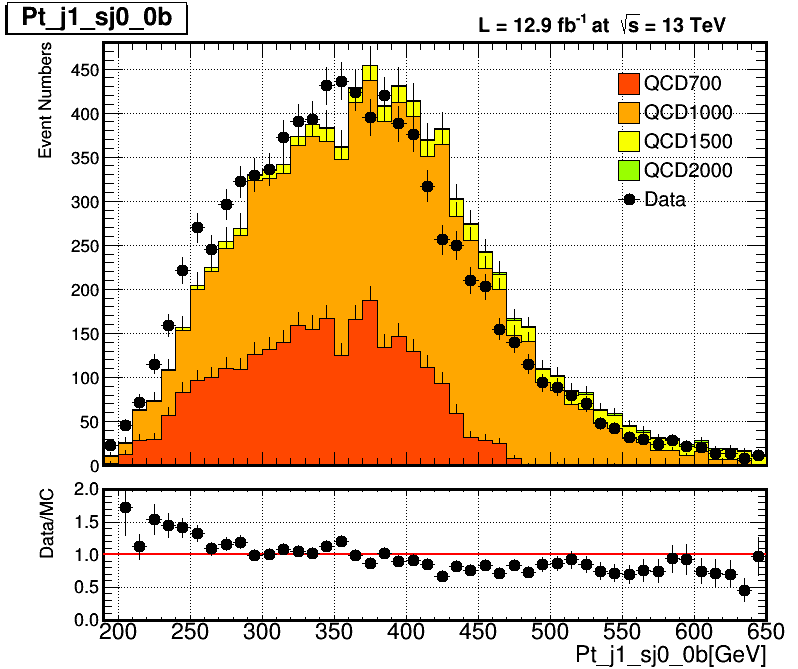 Pt_j1_sj0_0b
L = 12.9 fb⁻¹ at √s = 13 TeV
Event Numbers
450
400
350
300
250
200
150
100
50
0
QCD700
QCD1000
QCD1500
QCD2000
Data
Data/MC
2.0
1.5
1.0
0.5
0.0
200 250 300 350 400 450 500 550 600 650
Pt_j1_sj0_0b[GeV]